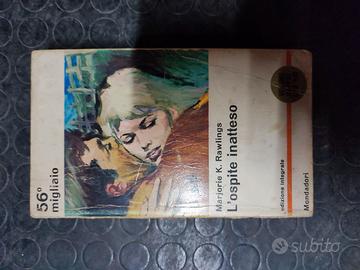 56°
migliaio
Marjorie K. Rawlings
L'ospite inatteso
edizione integrale
Mondadori
subito